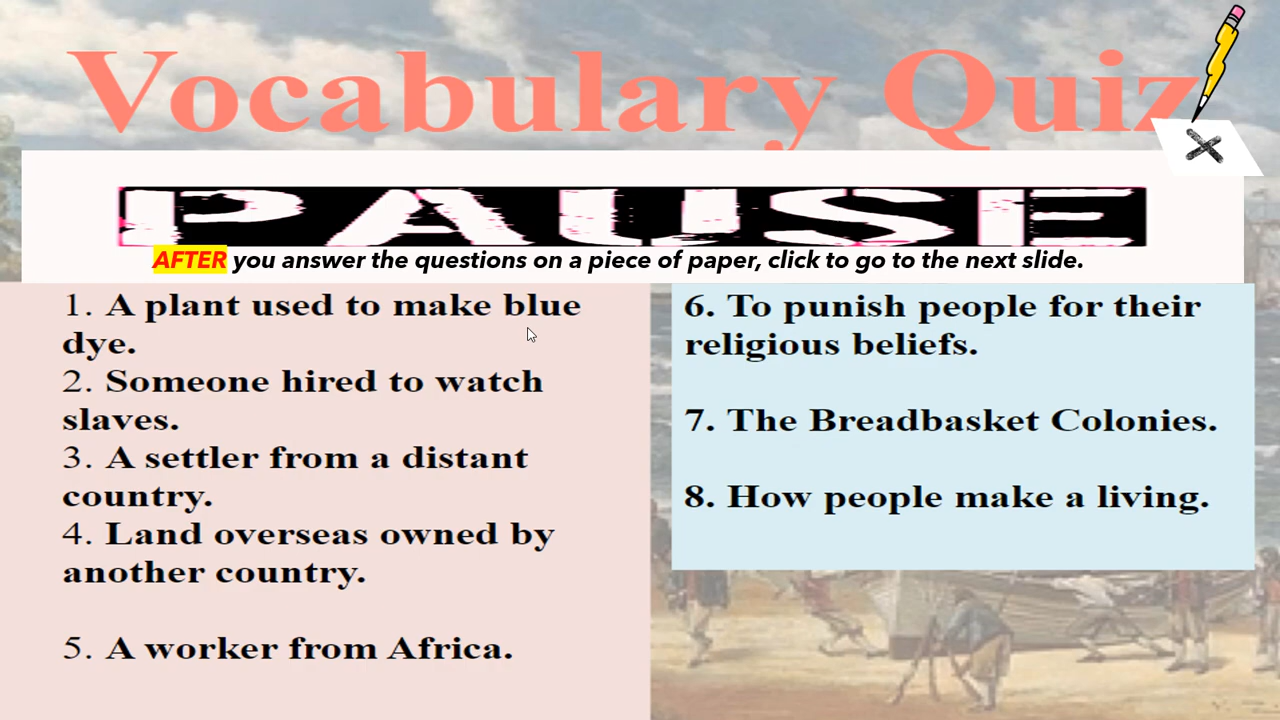 Vocabulary Quiz
PAUSE
AFTER you answer the questions on a piece of paper, click to go to the next slide.
1. A plant used to make blue
dye.
2. Someone hired to watch
slaves.
3. A settler from a distant
country.
4. Land overseas owned by
another country.
5. A worker from Africa.
6. To punish people for their
religious beliefs.
7. The Breadbasket Colonies.
8. How people make a living.